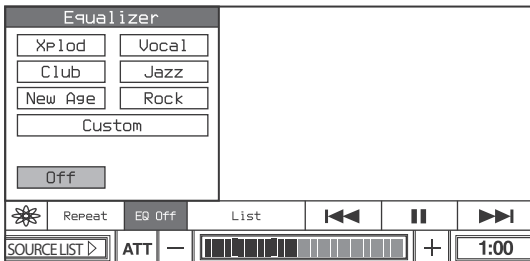 Equalizer
Xplod Vocal
Club Jazz
New Age Rock
Custom
Off
Repeat EQ Off List
SOURCE LIST ATT − + 1:00